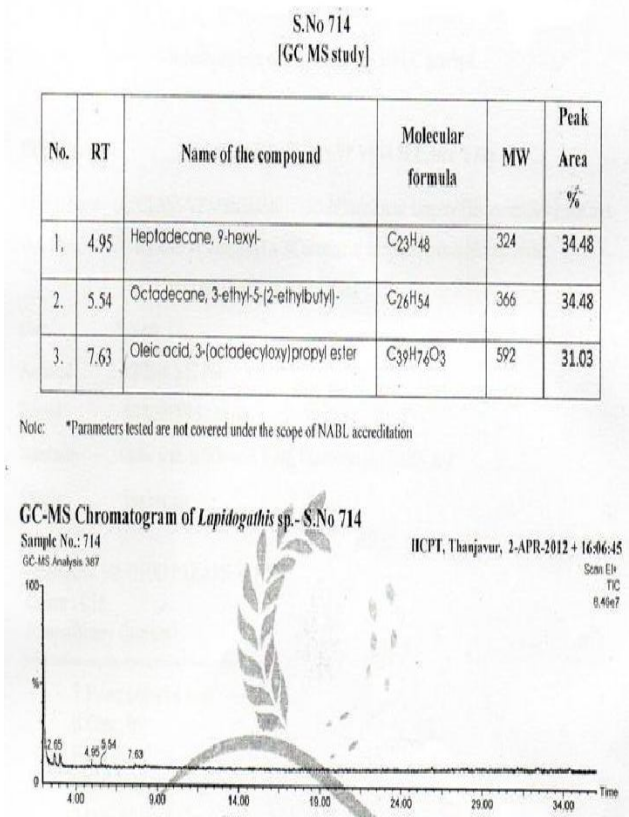 S.No 714
[GC MS study]
No. RT Name of the compound Molecular formula MW Peak Area %
1. 4.95 Heptadecane, 9-hexyl- C23H48 324 34.48
2. 5.54 Octadecane, 3-ethyl-5-(2-ethylbutyl)- C26H54 366 34.48
3. 7.63 Oleic acid, 3-(octadecyloxy)propyl ester C39H76O3 592 31.03
Note: *Parameters tested are not covered under the scope of NABL accreditation
GC-MS Chromatogram of Lapidogathis sp.- S.No 714
Sample No.: 714 IICPT, Thanjavur, 2-APR-2012 + 16:06:45
GC-MS Analysis 387 Scan EI+
TIC
100
%
2.65 4.95 5.54 7.63
0
4.00 9.00 14.00 19.00 24.00 29.00 34.00 Time